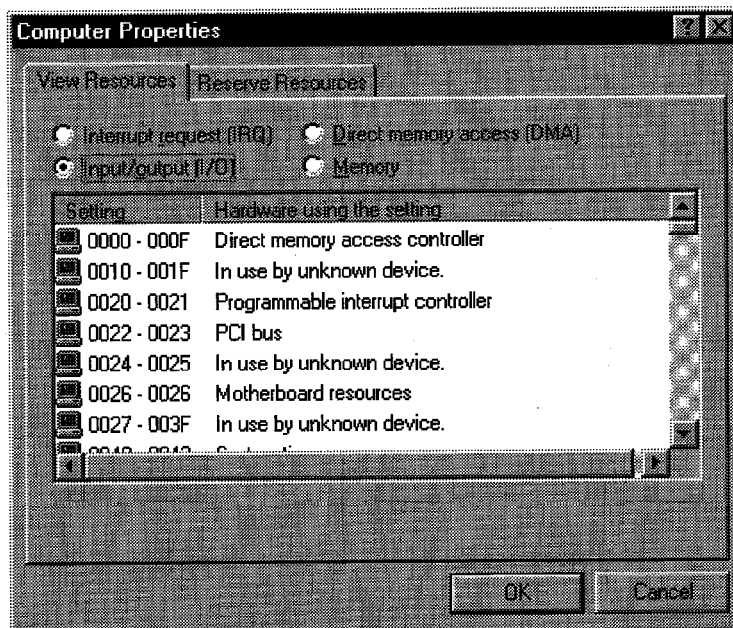 Computer Properties
View Resources Reserve Resources
Interrupt request (IRQ) Direct memory access (DMA)
Input/output (I/O) Memory
Setting Hardware using the setting
0000 - 000F Direct memory access controller
0010 - 001F In use by unknown device.
0020 - 0021 Programmable interrupt controller
0022 - 0023 PCI bus
0024 - 0025 In use by unknown device.
0026 - 0026 Motherboard resources
0027 - 003F In use by unknown device.
OK Cancel